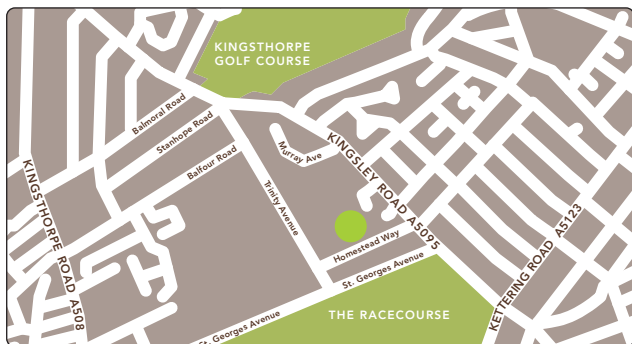 KINGSTHORPE
GOLF COURSE
Balmoral Road
Stanhope Road
Balfour Road
Murray Ave
KINGSLEY ROAD A5095
KINGSTHORPE ROAD A508
Trinity Avenue
KETTERING ROAD A5123
Homestead Way
St. Georges Avenue
St. Georges Avenue
THE RACECOURSE